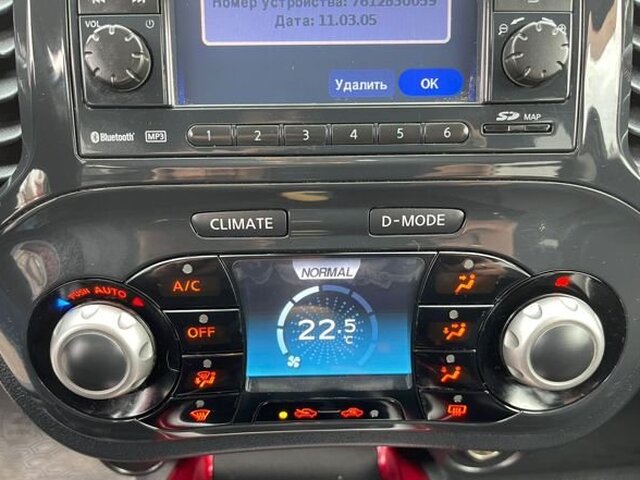 Номер устройства: 7612830059
Дата: 11.03.05
VOL
Удалить OK
Bluetooth MP3 1 2 3 4 5 6
SD MAP
CLIMATE D-MODE
NORMAL
PUSH AUTO
A/C
22.5°C
OFF